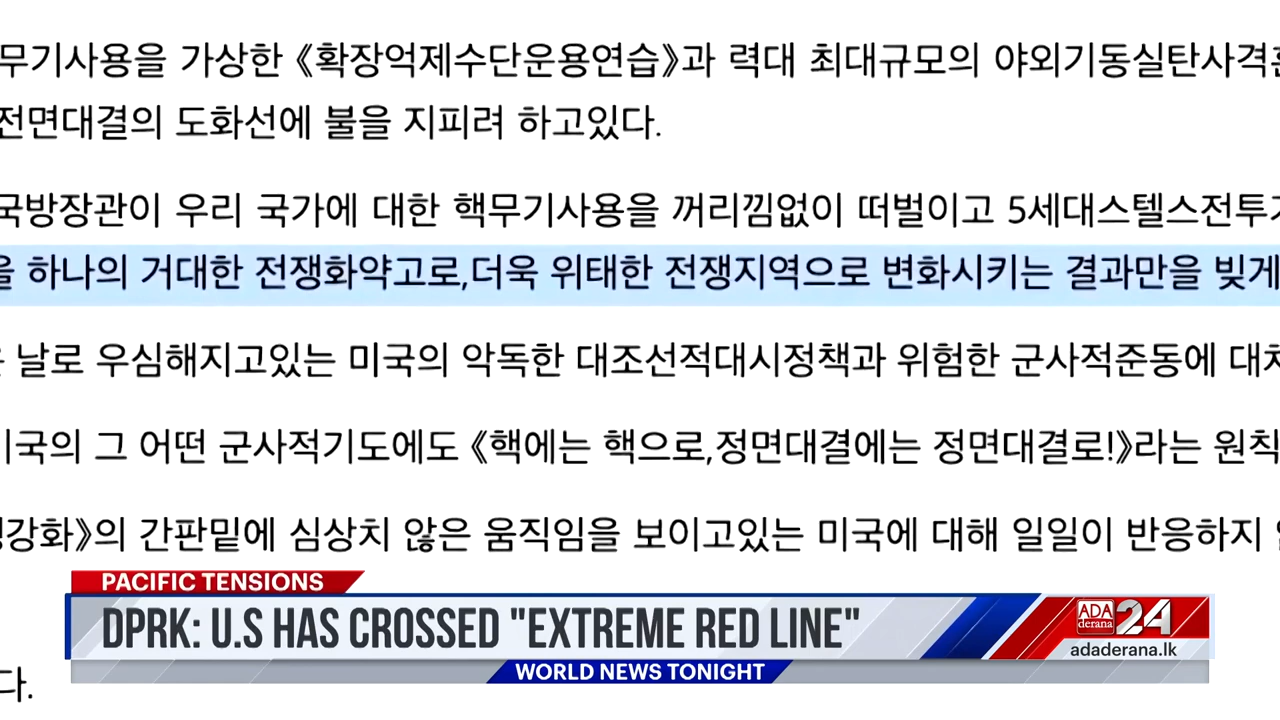 무기사용을 가상한 《확장억제수단운용연습》과 력대 최대규모의 야외기동실탄사격
전면대결의 도화선에 불을 지피려 하고있다.
국방장관이 우리 국가에 대한 핵무기사용을 꺼리낌없이 떠벌이고 5세대스텔스전투
을 하나의 거대한 전쟁화약고로,더욱 위태한 전쟁지역으로 변화시키는 결과만을 빚게
날로 우심해지고있는 미국의 악독한 대조선적대시정책과 위험한 군사적준동에 대
미국의 그 어떤 군사적기도에도 《핵에는 핵으로,정면대결에는 정면대결로!》라는 원칙
강화》의 간판밑에 심상치 않은 움직임을 보이고있는 미국에 대해 일일이 반응하지
PACIFIC TENSIONS
DPRK: U.S HAS CROSSED "EXTREME RED LINE"
ADA derana 24
adaderana.lk
WORLD NEWS TONIGHT
다.